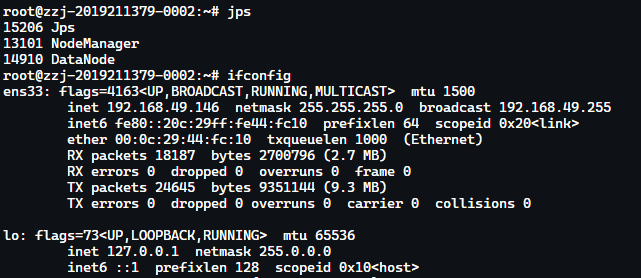 root@zzj-2019211379-0002:~# jps
15206 Jps
13101 NodeManager
14910 DataNode
root@zzj-2019211379-0002:~# ifconfig
ens33: flags=4163<UP,BROADCAST,RUNNING,MULTICAST>  mtu 1500
        inet 192.168.49.146  netmask 255.255.255.0  broadcast 192.168.49.255
        inet6 fe80::20c:29ff:fe44:fc10  prefixlen 64  scopeid 0x20<link>
        ether 00:0c:29:44:fc:10  txqueuelen 1000  (Ethernet)
        RX packets 18187  bytes 2700796 (2.7 MB)
        RX errors 0  dropped 0  overruns 0  frame 0
        TX packets 24645  bytes 9351144 (9.3 MB)
        TX errors 0  dropped 0 overruns 0  carrier 0  collisions 0

lo: flags=73<UP,LOOPBACK,RUNNING>  mtu 65536
        inet 127.0.0.1  netmask 255.0.0.0
        inet6 ::1  prefixlen 128  scopeid 0x10<host>